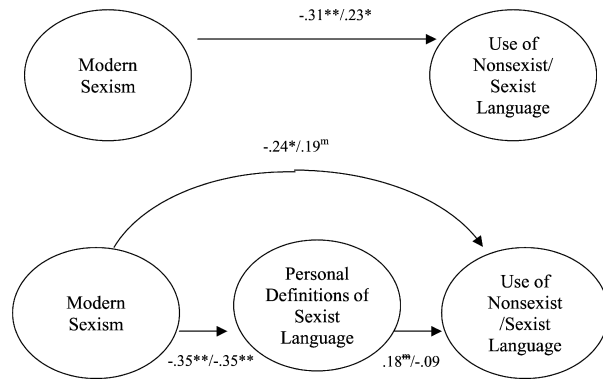 -.31**/.23*
Modern
Sexism
Use of
Nonsexist/
Sexist
Language
-.24*/.19ᵐ
Modern
Sexism
Personal
Definitions of
Sexist
Language
Use of
Nonsexist
/Sexist
Language
-.35**/-.35**
.18ᵐ/-.09